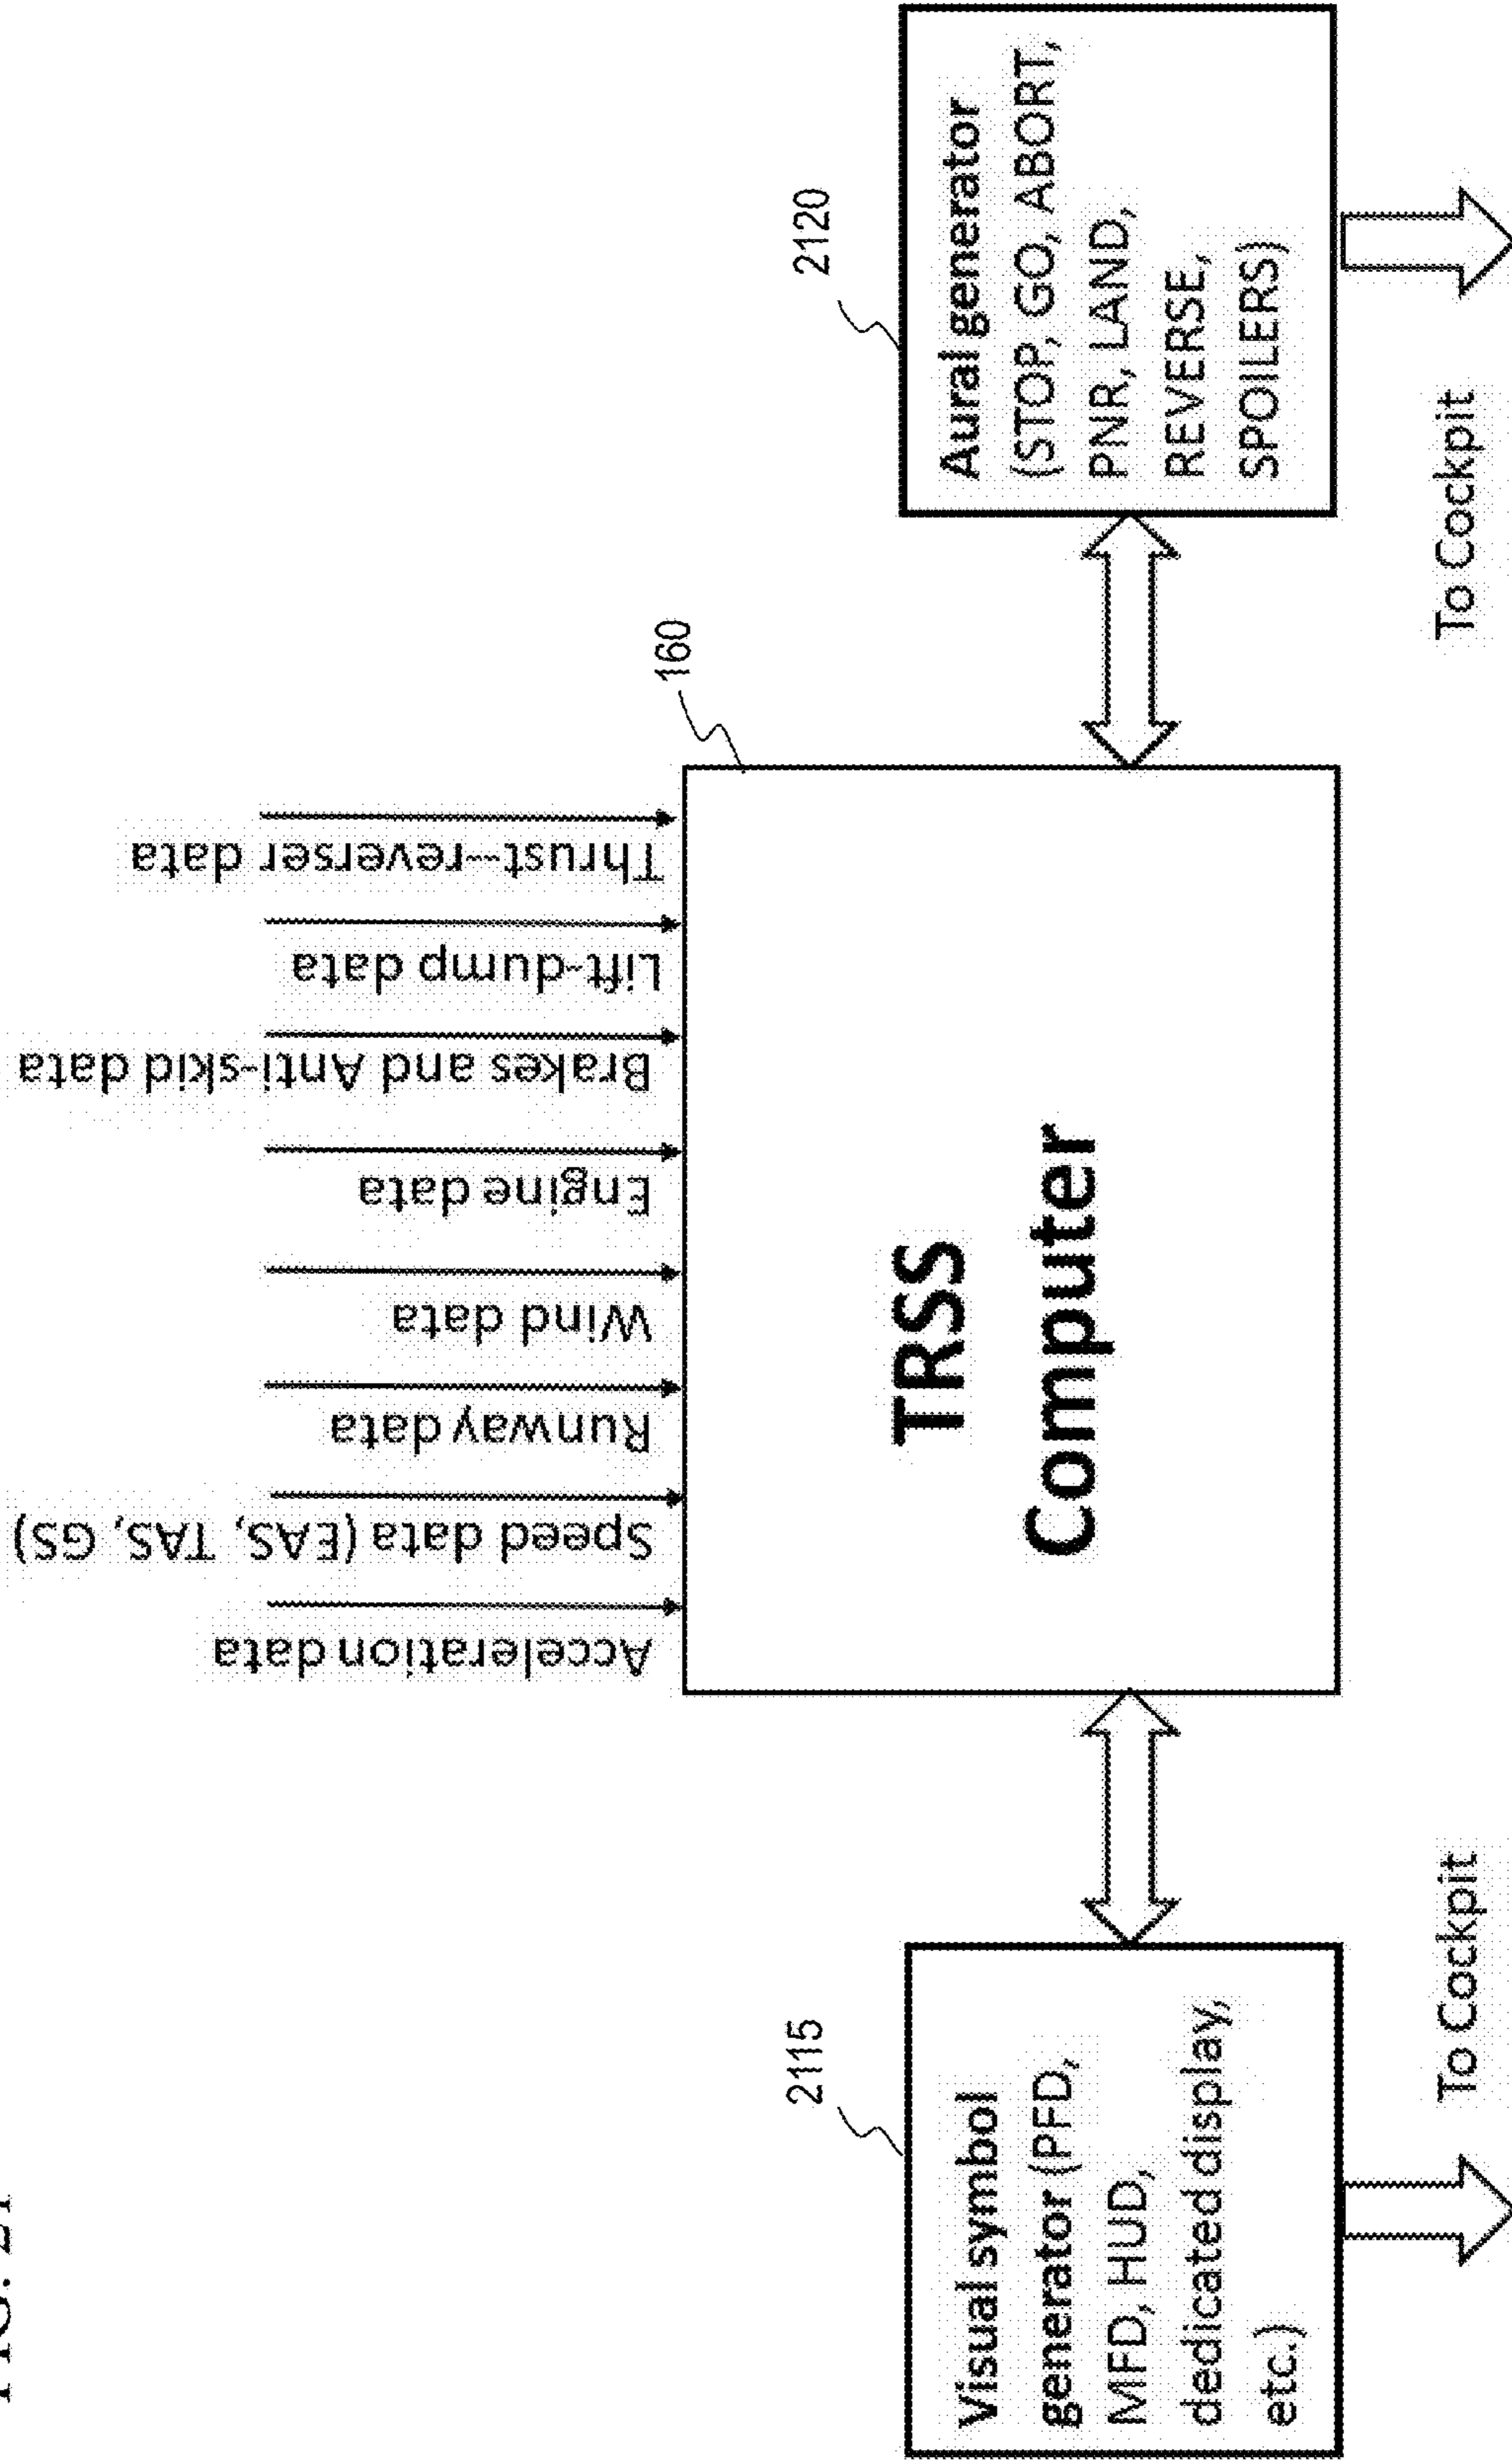 FIG. 21
Acceleration data
Speed data (EAS, TAS, GS)
Runway data
Wind data
Engine data
Brakes and Anti-skid data
Lift-dump data
Thrust--reverser data
160
TRSS
Computer
2115
Visual symbol
generator (PFD,
MFD, HUD,
dedicated display,
etc.)
To Cockpit
2120
Aural generator
(STOP, GO, ABORT,
PNR, LAND,
REVERSE,
SPOILERS)
To Cockpit